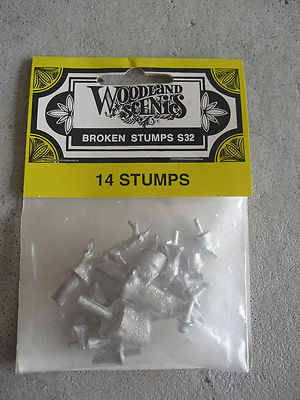 WOODLAND
SCENICS
BROKEN STUMPS S32
14 STUMPS